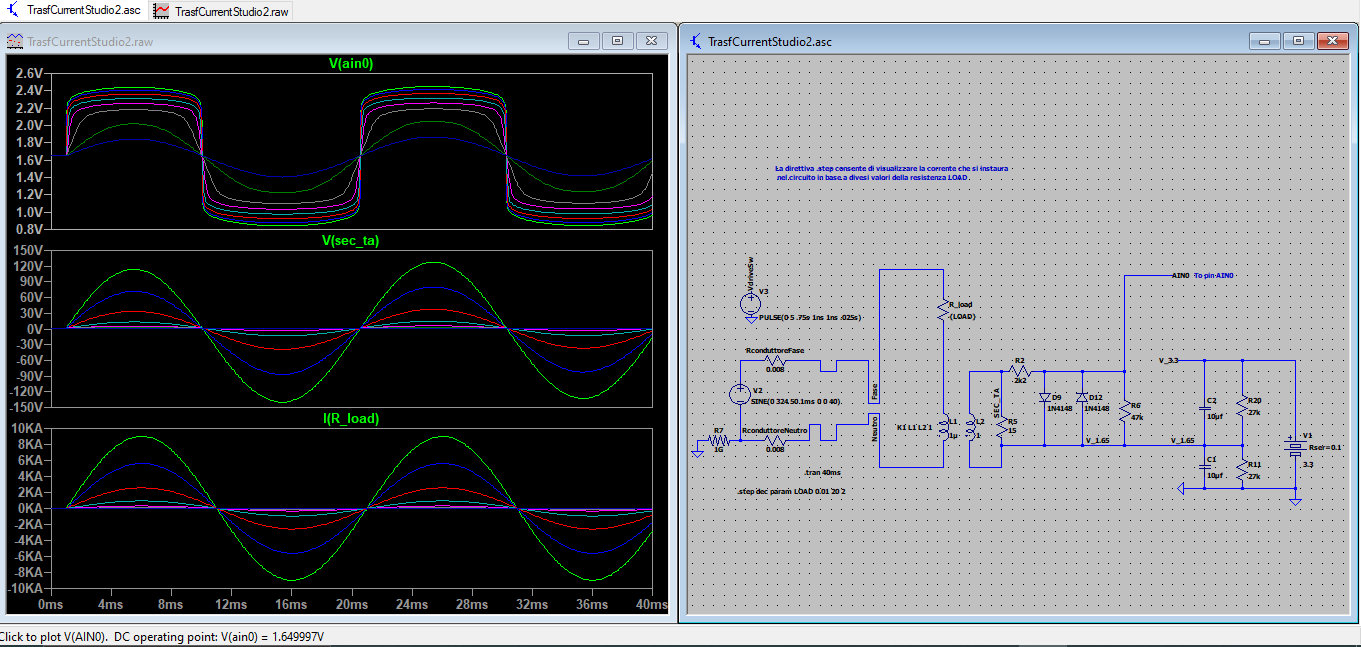 TrasfCurrentStudio2.asc
TrasfCurrentStudio2.raw
TrasfCurrentStudio2.raw
V(ain0)
2.6V
2.4V
2.2V
2.0V
1.8V
1.6V
1.4V
1.2V
1.0V
0.8V
V(sec_ta)
150V
120V
90V
60V
30V
0V
-30V
-60V
-90V
-120V
-150V
I(R_load)
10KA
8KA
6KA
4KA
2KA
0KA
-2KA
-4KA
-6KA
-8KA
-10KA
0ms 4ms 8ms 12ms 16ms 20ms 24ms 28ms 32ms 36ms 40ms
TrasfCurrentStudio2.asc
La direttiva .step consente di visualizzare la corrente che si instaura
nel circuito in base a divesi valori della resistenza LOAD.
VdriveSw
V3
PULSE(0 5 .75v 1ns 1ns .025s)
R_load
{LOAD}
AIN0 To pin AIN0
RconduttoreFase
0.008
V2
SINE(0 324.50.1ms 0 0 40)
Fase
Neutro
RconduttoreNeutro
0.008
R7
1G
K1 L1 L2 1
L1
1µ
L2
1
SEC_TA
R5
15
R2
2k2
D9
1N4148
D12
1N4148
R6
47k
V_1.65
V_3.3
V_1.65
C2
10µf
R20
27k
C1
10µf
R11
27k
V1
Rser=0.1
3.3
.tran 40ms
.step dec param LOAD 0.01 20 2
Click to plot V(AIN0). DC operating point: V(ain0) = 1.649997V